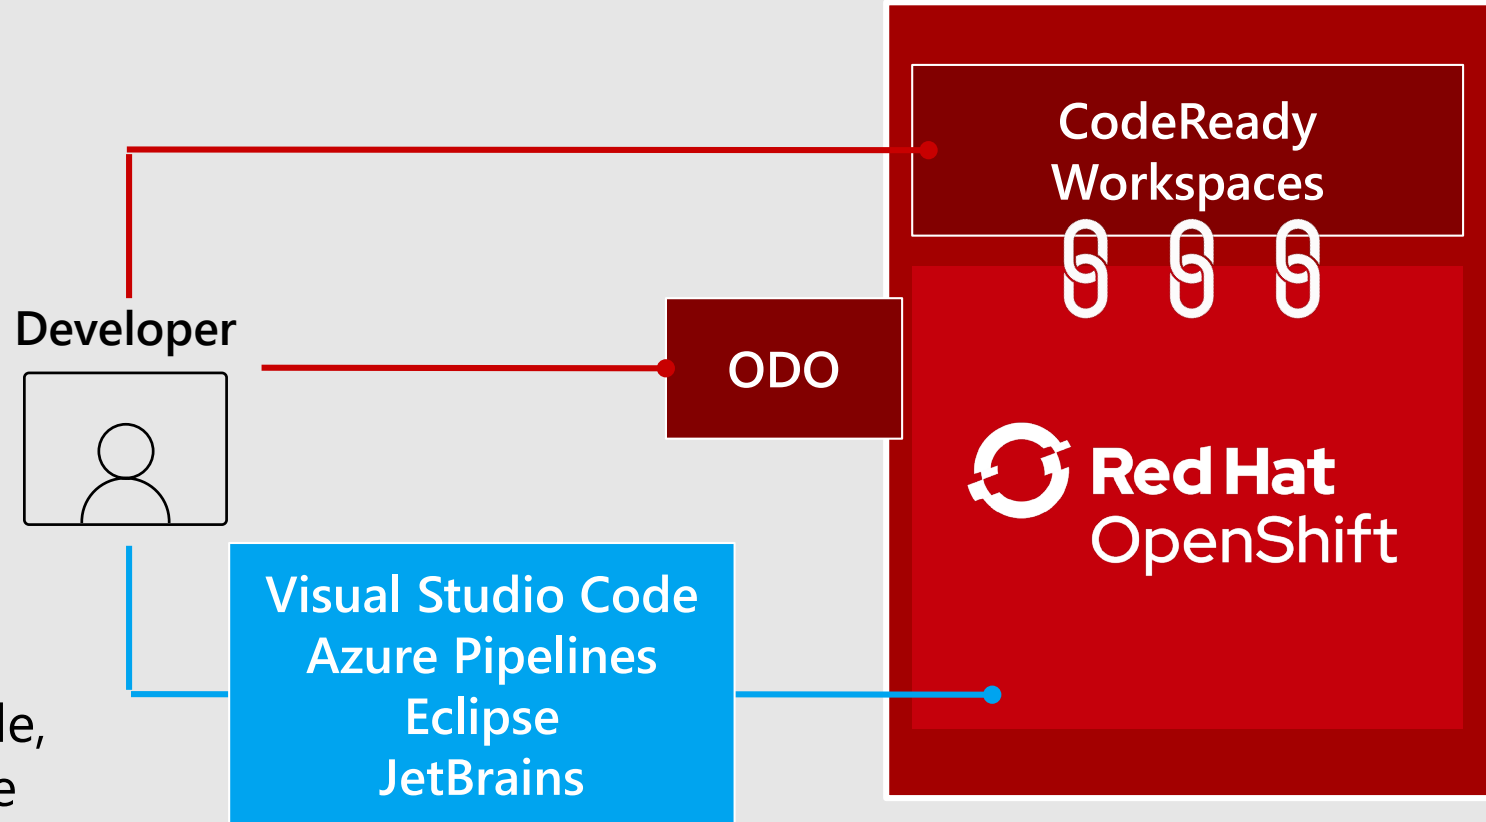 CodeReady
Workspaces
Developer
ODO
Red Hat
OpenShift
Visual Studio Code
Azure Pipelines
Eclipse
JetBrains